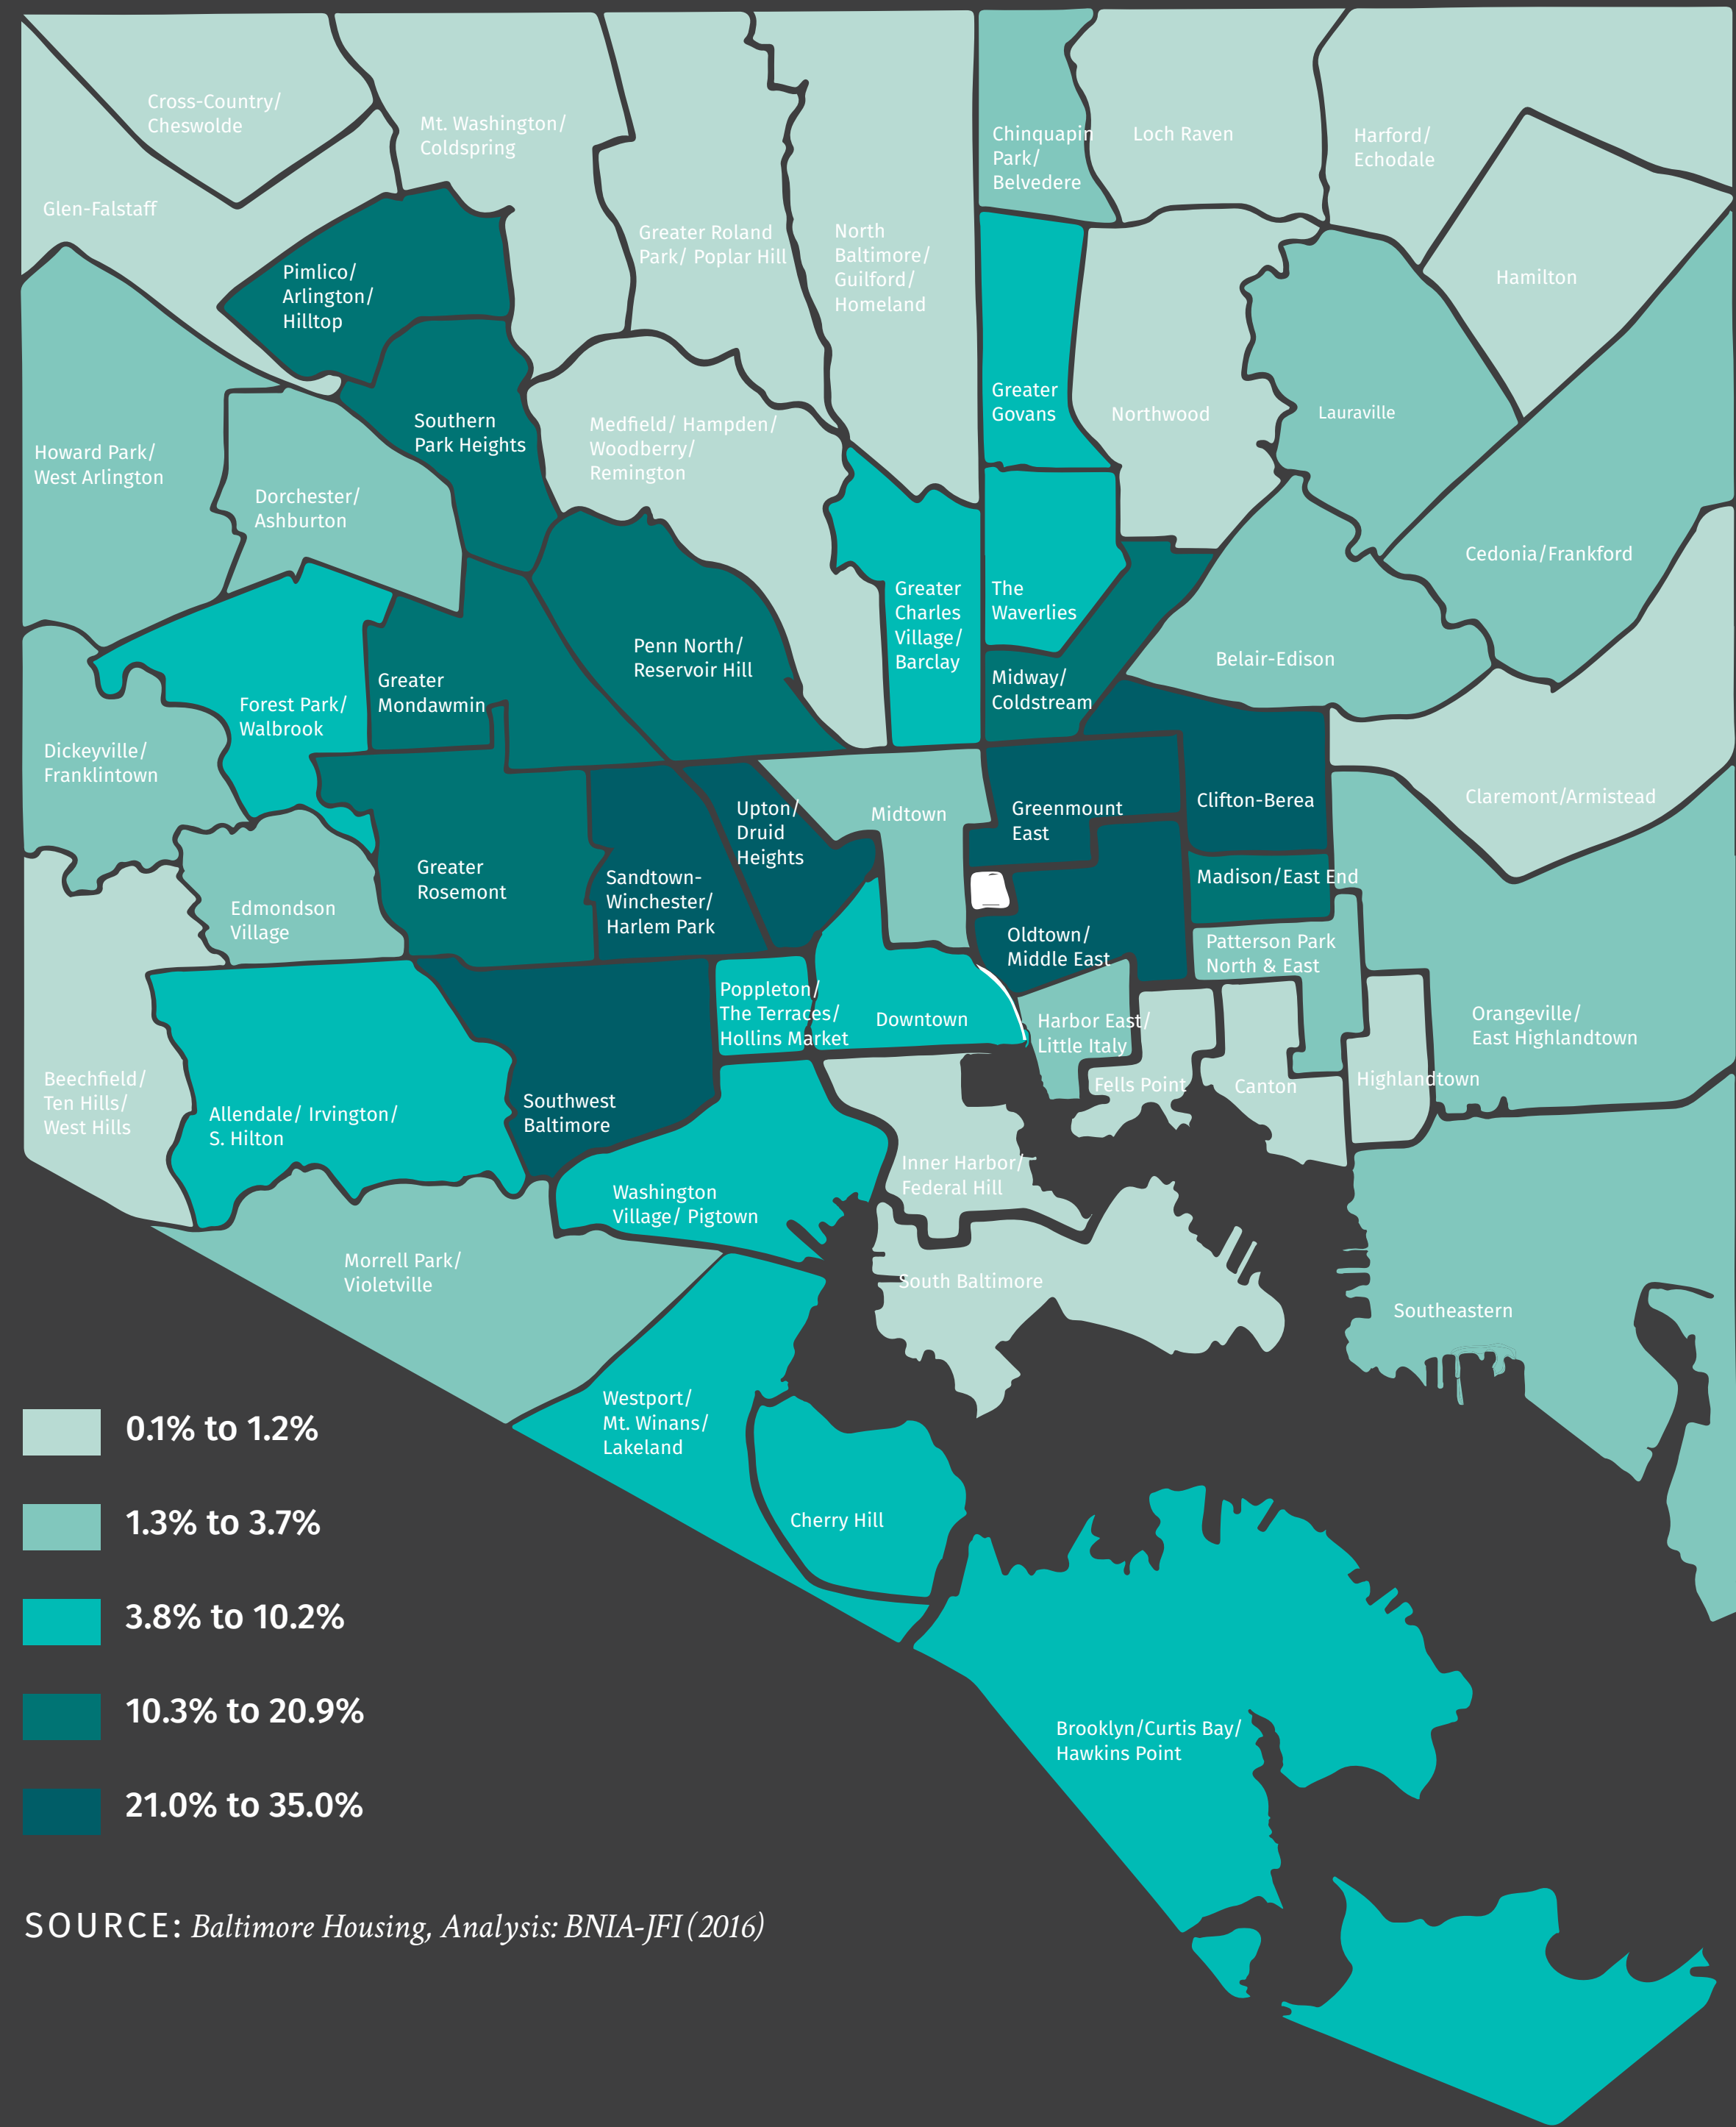 Cross-Country/
Cheswolde
Mt. Washington/
Coldspring
Chinquapin
Park/
Belvedere
Loch Raven
Harford/
Echodale
Glen-Falstaff
Greater Roland
Park/ Poplar Hill
North
Baltimore/
Guilford/
Homeland
Pimlico/
Arlington/
Hilltop
Hamilton
Greater
Govans
Northwood
Lauraville
Southern
Park Heights
Medfield/ Hampden/
Woodberry/
Remington
Howard Park/
West Arlington
Dorchester/
Ashburton
Cedonia/Frankford
Greater
Charles
Village/
Barclay
The
Waverlies
Penn North/
Reservoir Hill
Belair-Edison
Greater
Mondawmin
Midway/
Coldstream
Forest Park/
Walbrook
Dickeyville/
Franklintown
Upton/
Druid
Heights
Midtown
Greenmount
East
Clifton-Berea
Claremont/Armistead
Greater
Rosemont
Sandtown-
Winchester/
Harlem Park
Madison/East End
Edmondson
Village
Oldtown/
Middle East
Patterson Park
North & East
Poppleton/
The Terraces/
Hollins Market
Downtown
Harbor East/
Little Italy
Orangeville/
East Highlandtown
Beechfield/
Ten Hills/
West Hills
Allendale/ Irvington/
S. Hilton
Southwest
Baltimore
Fells Point
Canton
Highlandtown
Inner Harbor/
Federal Hill
Washington
Village/ Pigtown
Morrell Park/
Violetville
South Baltimore
Southeastern
Westport/
Mt. Winans/
Lakeland
Cherry Hill
Brooklyn/Curtis Bay/
Hawkins Point
0.1% to 1.2%
1.3% to 3.7%
3.8% to 10.2%
10.3% to 20.9%
21.0% to 35.0%
SOURCE: Baltimore Housing, Analysis: BNIA-JFI (2016)